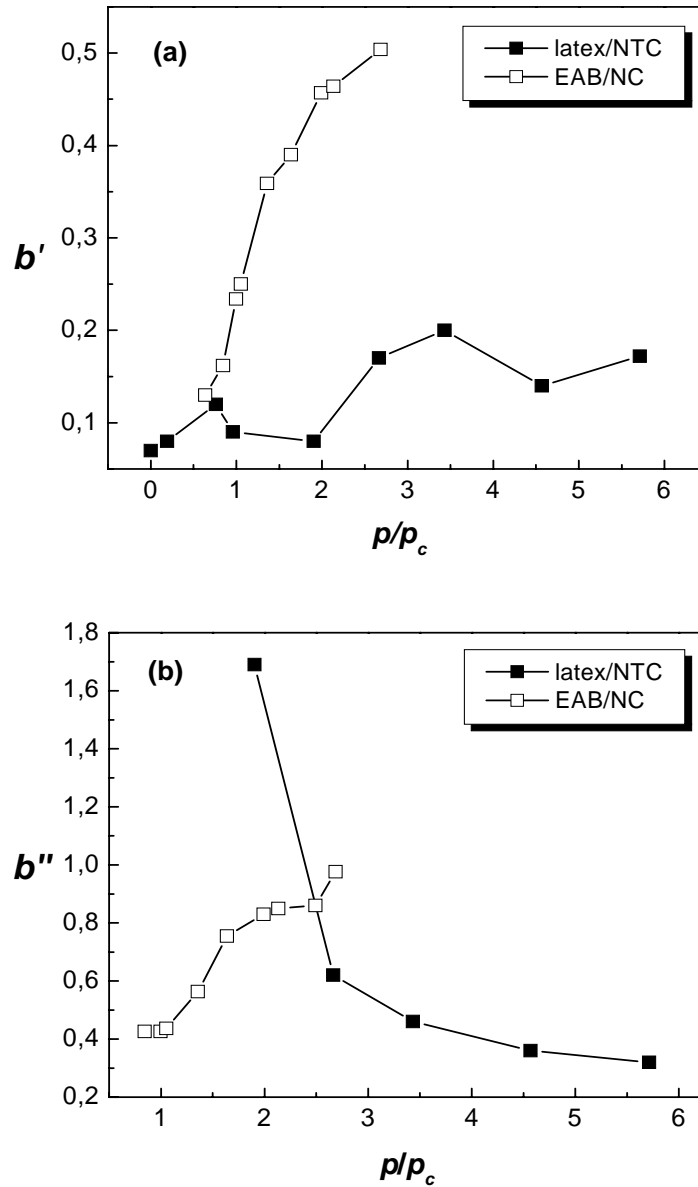 (a)
latex/NTC
EAB/NC
0,5
0,4
0,3
0,2
0,1
b'
0 1 2 3 4 5 6
p/pc
(b)
latex/NTC
EAB/NC
1,8
1,6
1,4
1,2
1,0
0,8
0,6
0,4
0,2
b"
1 2 3 4 5 6
p/pc